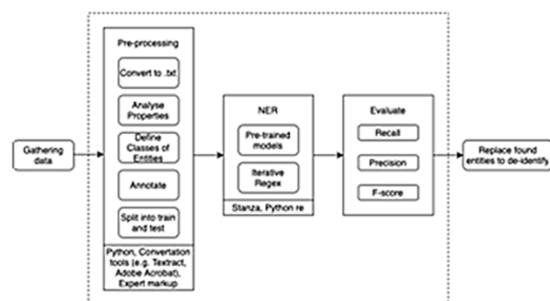 Gathering
data
Pre-processing
Convert to .txt
Analyse
Properties
Define
Classes of
Entities
Annotate
Split into train
and test
Python, Convertation
tools (e.g. Textract,
Adobe Acrobat),
Expert markup
NER
Pre-trained
models
Iterative
Regex
Stanza, Python re
Evaluate
Recall
Precision
F-score
Replace found
entities to de-identify